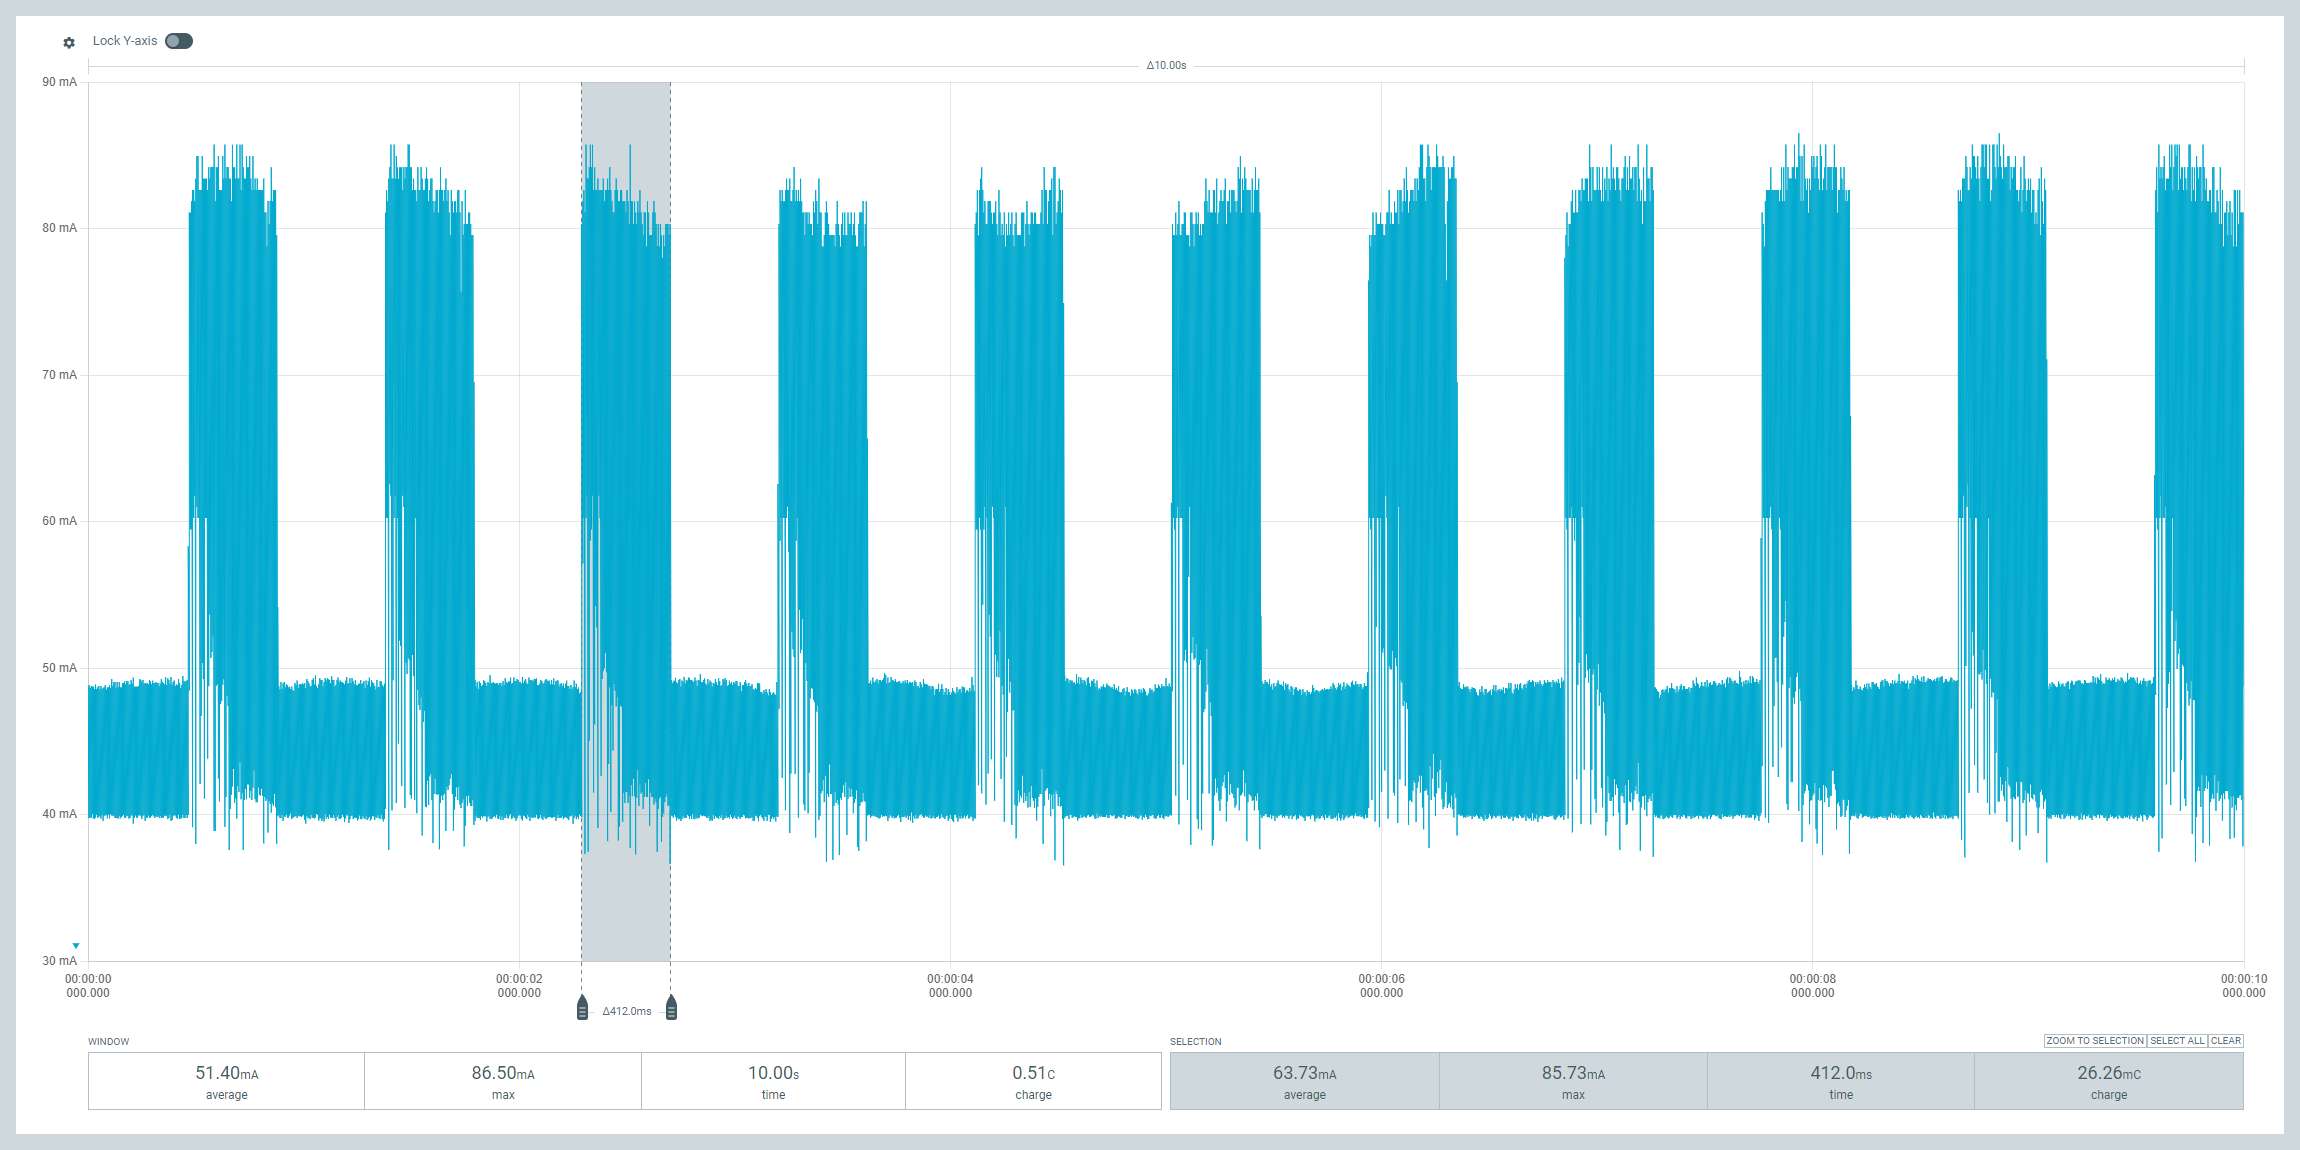 Lock Y-axis
Δ10.00s
90 mA
80 mA
70 mA
60 mA
50 mA
40 mA
30 mA
00:00:00 00:00:02 00:00:04 00:00:06 00:00:08 00:00:10
000.000 000.000 000.000 000.000 000.000 000.000
Δ412.0ms
WINDOW
51.40mA 86.50mA 10.00s 0.51C
average max time charge
SELECTION ZOOM TO SELECTION SELECT ALL CLEAR
63.73mA 85.73mA 412.0ms 26.26mC
average max time charge